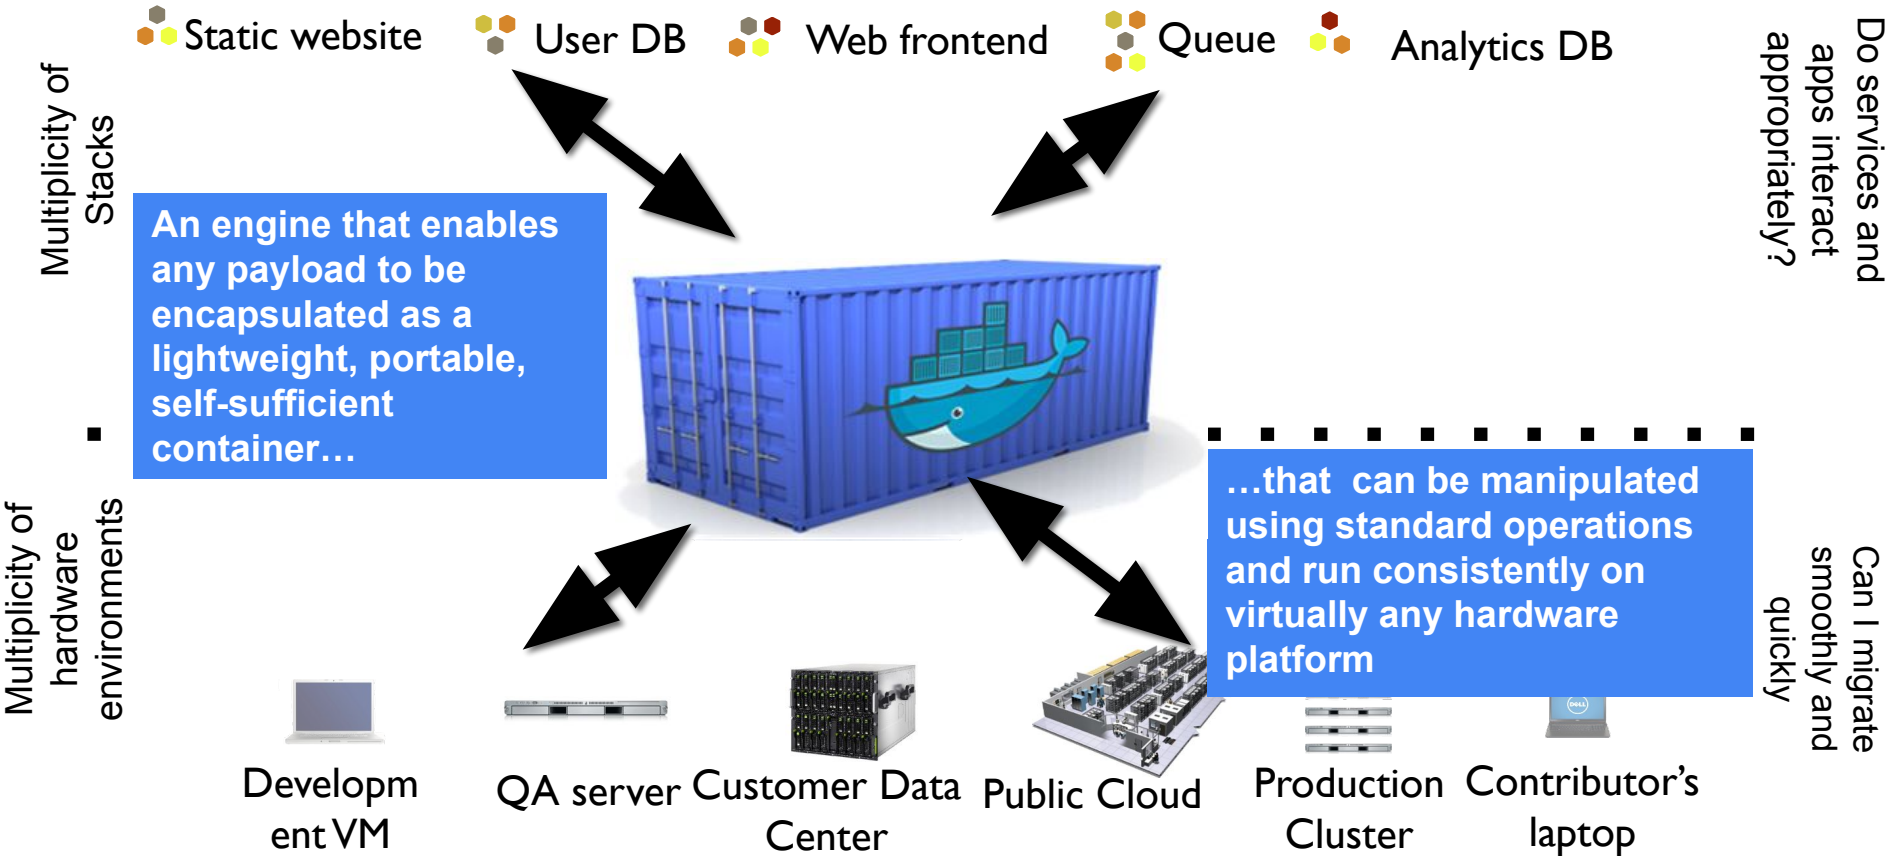 Static website
User DB
Web frontend
Queue
Analytics DB
Multiplicity of
Stacks
Do services and
apps interact
appropriately?
An engine that enables
any payload to be
encapsulated as a
lightweight, portable,
self-sufficient
container…
…that can be manipulated
using standard operations
and run consistently on
virtually any hardware
platform
Multiplicity of
hardware
environments
Can I migrate
smoothly and
quickly
DELL
Developm
ent VM
QA server
Customer Data
Center
Public Cloud
Production
Cluster
Contributor's
laptop